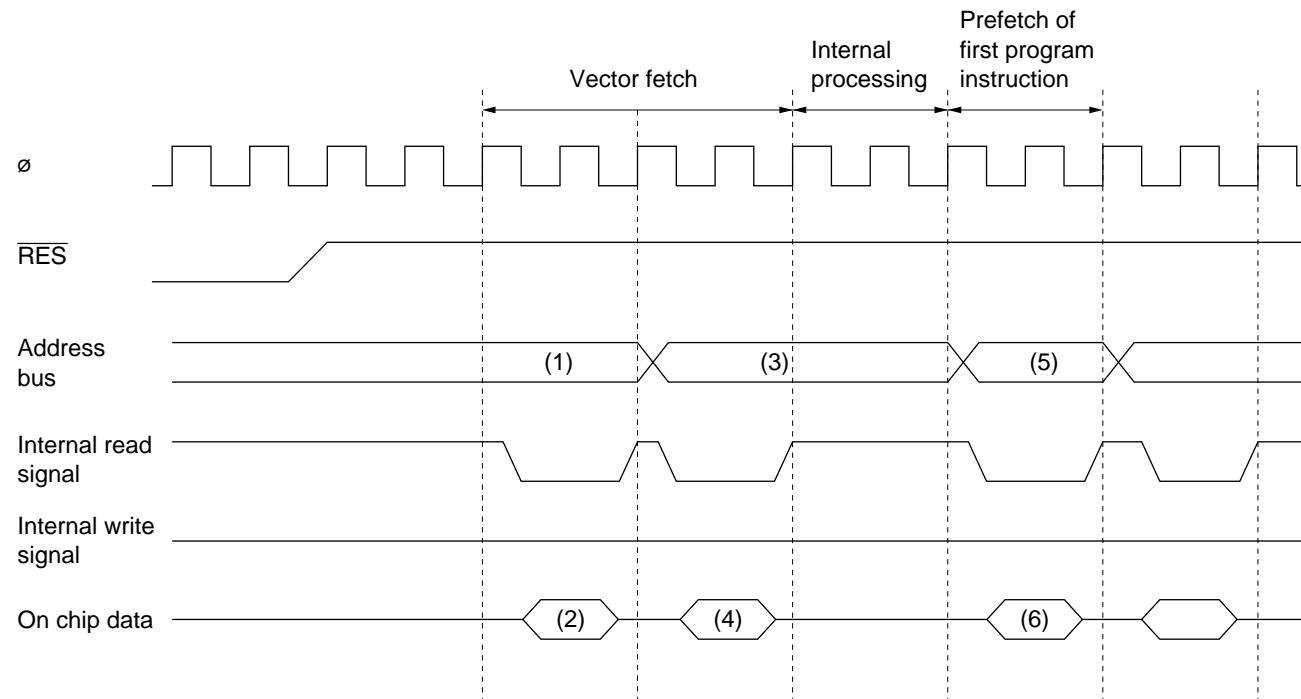 Prefetch of
first program
instruction
Internal
processing
Vector fetch
ø
RES
Address
bus
(1)
(3)
(5)
Internal read
signal
Internal write
signal
On chip data
(2)
(4)
(6)